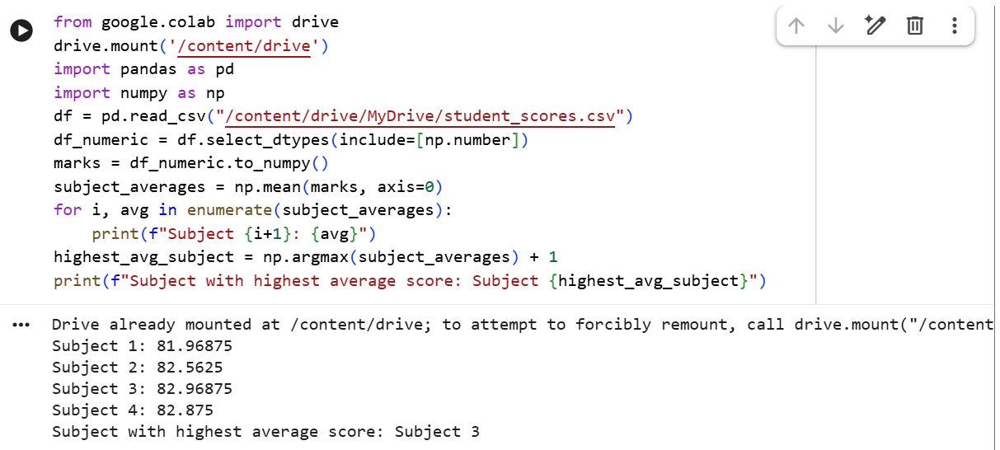 from google.colab import drive
drive.mount('/content/drive')
import pandas as pd
import numpy as np
df = pd.read_csv("/content/drive/MyDrive/student_scores.csv")
df_numeric = df.select_dtypes(include=[np.number])
marks = df_numeric.to_numpy()
subject_averages = np.mean(marks, axis=0)
for i, avg in enumerate(subject_averages):
    print(f"Subject {i+1}: {avg}")
highest_avg_subject = np.argmax(subject_averages) + 1
print(f"Subject with highest average score: Subject {highest_avg_subject}")
Drive already mounted at /content/drive; to attempt to forcibly remount, call drive.mount("/content
Subject 1: 81.96875
Subject 2: 82.5625
Subject 3: 82.96875
Subject 4: 82.875
Subject with highest average score: Subject 3